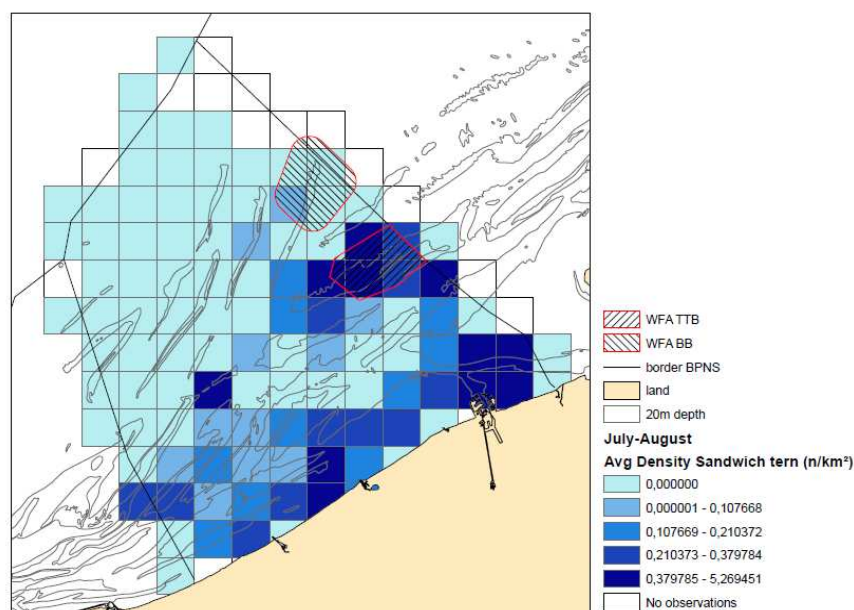 WFA TTB
WFA BB
border BPNS
land
20m depth
July-August
Avg Density Sandwich tern (n/km²)
0,000000
0,000001 - 0,107668
0,107669 - 0,210372
0,210373 - 0,379784
0,379785 - 5,269451
No observations